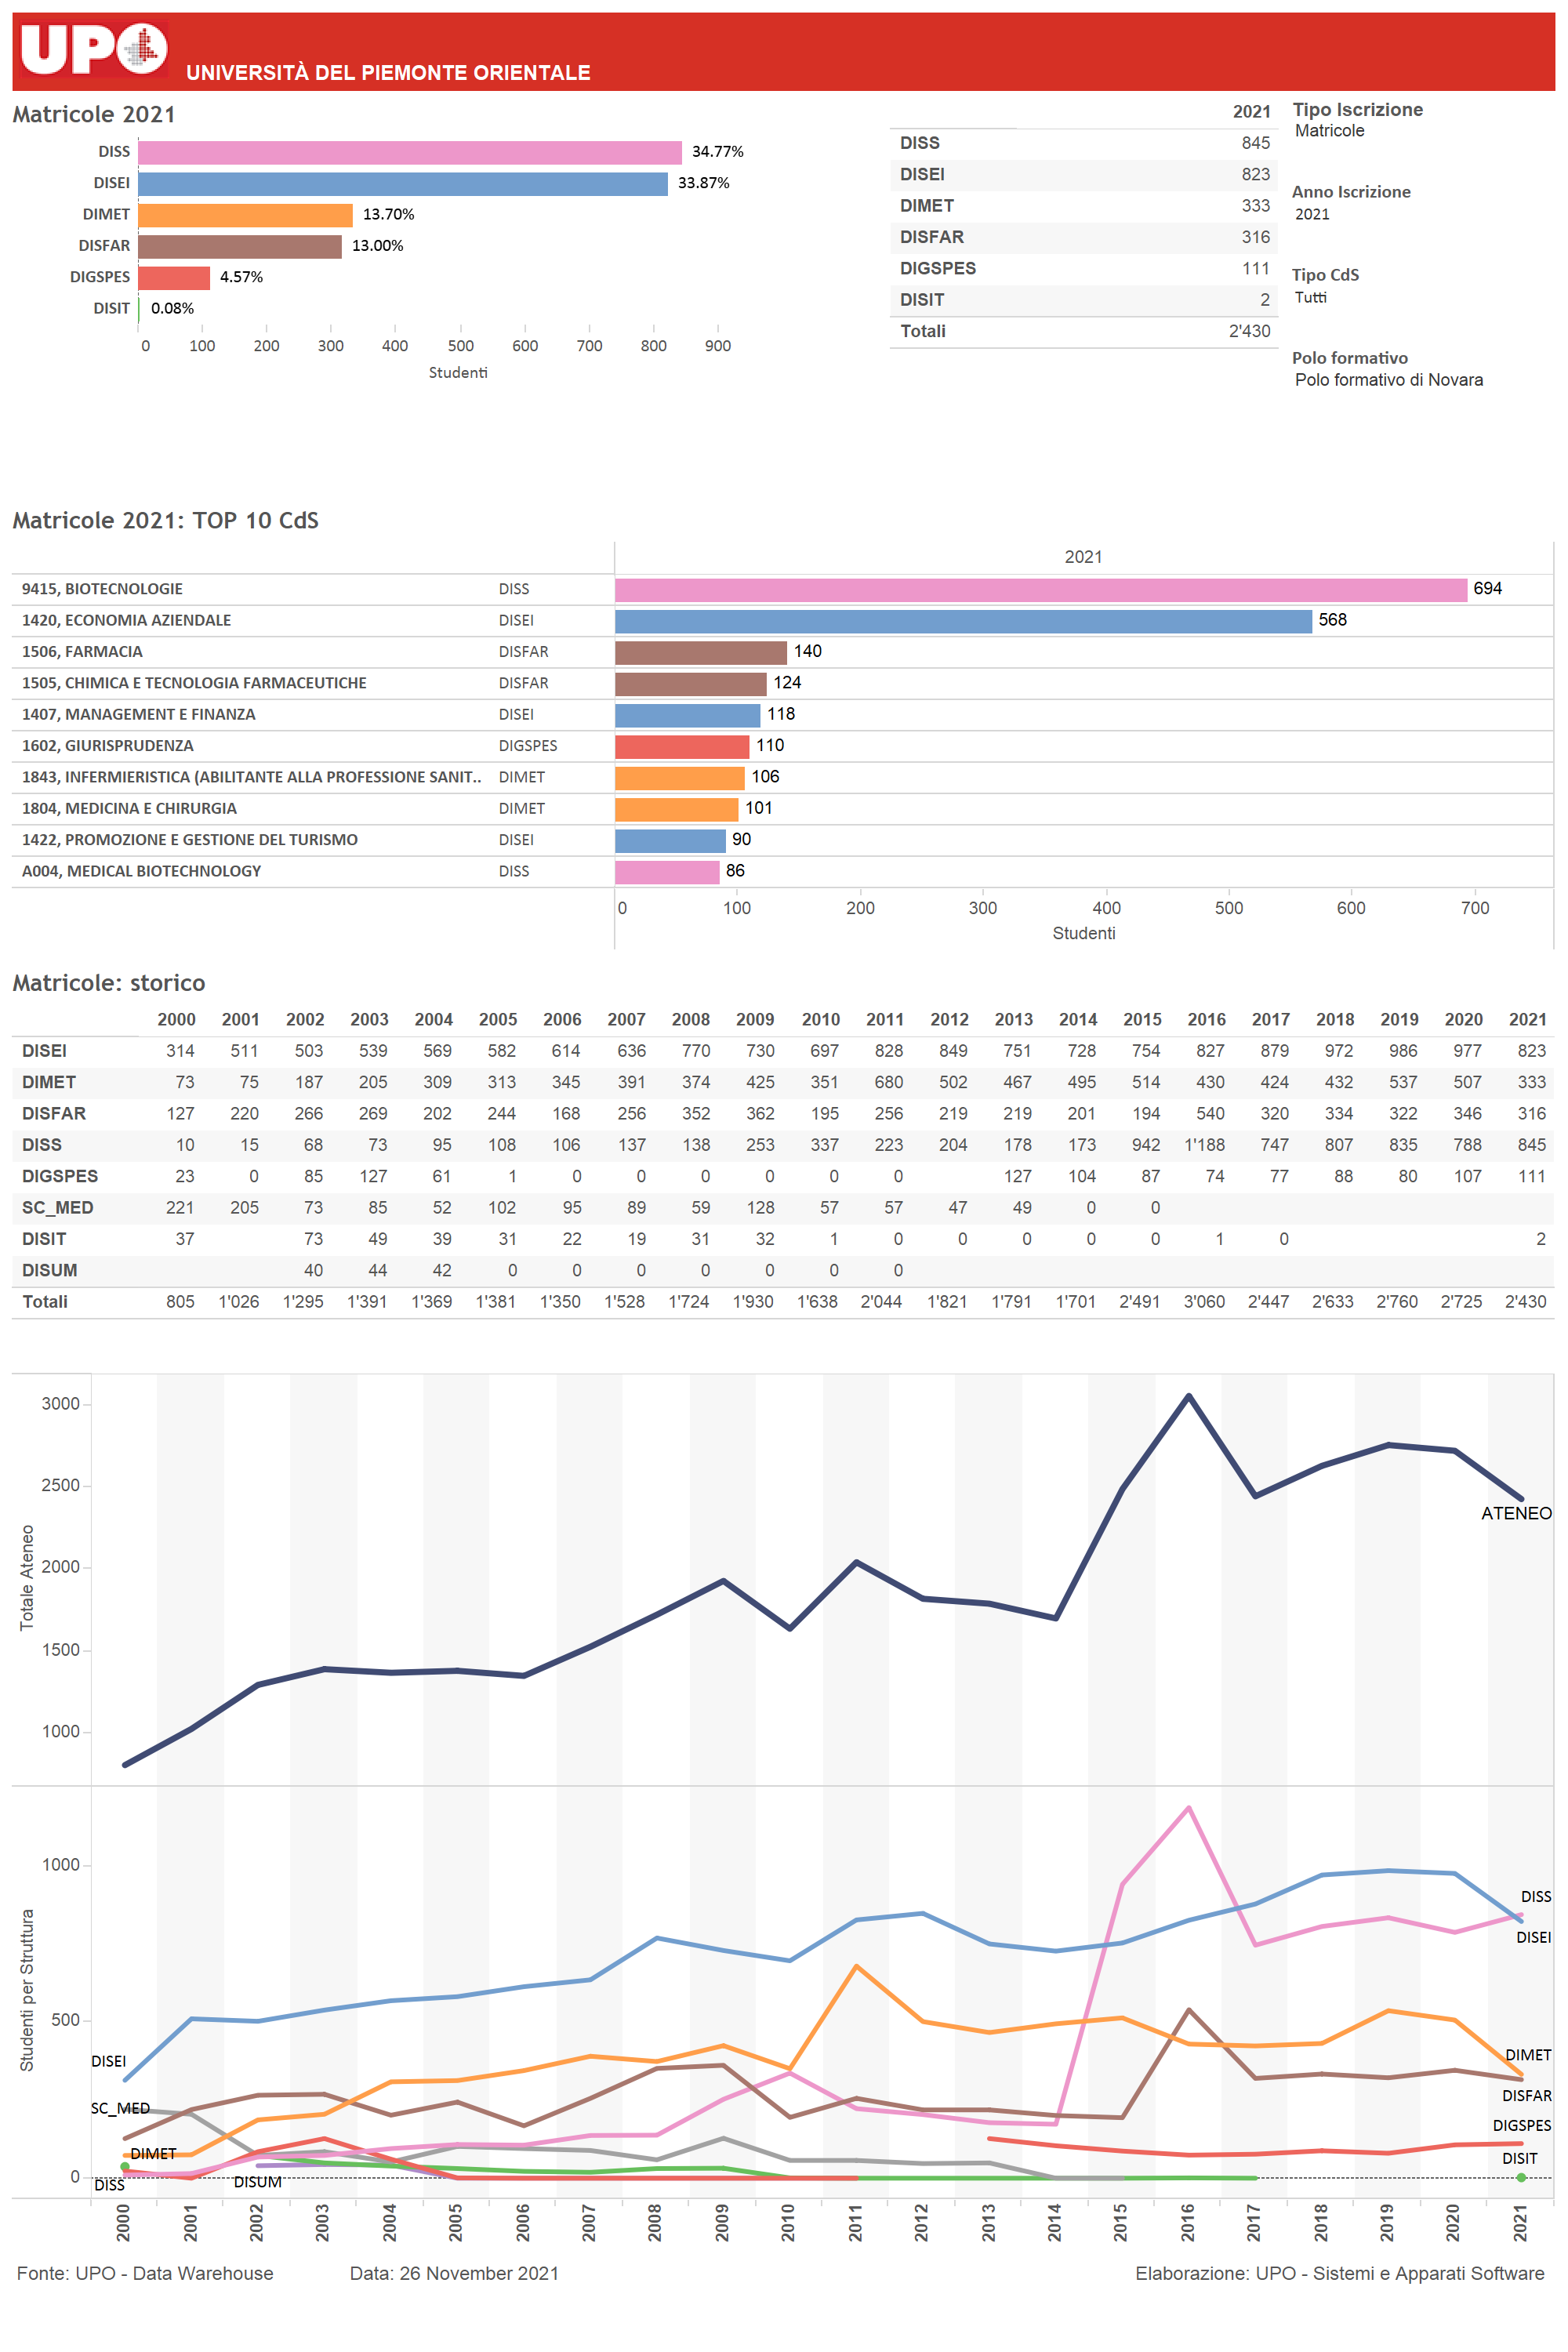 UPO
UNIVERSITÀ DEL PIEMONTE ORIENTALE
Matricole 2021
DISS 34.77%
DISEI 33.87%
DIMET 13.70%
DISFAR 13.00%
DIGSPES 4.57%
DISIT 0.08%
0 100 200 300 400 500 600 700 800 900
Studenti
2021
DISS 845
DISEI 823
DIMET 333
DISFAR 316
DIGSPES 111
DISIT 2
Totali 2'430
Tipo Iscrizione
Matricole
Anno Iscrizione
2021
Tipo CdS
Tutti
Polo formativo
Polo formativo di Novara
Matricole 2021: TOP 10 CdS
2021
9415, BIOTECNOLOGIE DISS 694
1420, ECONOMIA AZIENDALE DISEI 568
1506, FARMACIA DISFAR 140
1505, CHIMICA E TECNOLOGIA FARMACEUTICHE DISFAR 124
1407, MANAGEMENT E FINANZA DISEI 118
1602, GIURISPRUDENZA DIGSPES 110
1843, INFERMIERISTICA (ABILITANTE ALLA PROFESSIONE SANIT.. DIMET 106
1804, MEDICINA E CHIRURGIA DIMET 101
1422, PROMOZIONE E GESTIONE DEL TURISMO DISEI 90
A004, MEDICAL BIOTECHNOLOGY DISS 86
0 100 200 300 400 500 600 700
Studenti
Matricole: storico
2000 2001 2002 2003 2004 2005 2006 2007 2008 2009 2010 2011 2012 2013 2014 2015 2016 2017 2018 2019 2020 2021
DISEI 314 511 503 539 569 582 614 636 770 730 697 828 849 751 728 754 827 879 972 986 977 823
DIMET 73 75 187 205 309 313 345 391 374 425 351 680 502 467 495 514 430 424 432 537 507 333
DISFAR 127 220 266 269 202 244 168 256 352 362 195 256 219 219 201 194 540 320 334 322 346 316
DISS 10 15 68 73 95 108 106 137 138 253 337 223 204 178 173 942 1'188 747 807 835 788 845
DIGSPES 23 0 85 127 61 1 0 0 0 0 0 0 127 104 87 74 77 88 80 107 111
SC_MED 221 205 73 85 52 102 95 89 59 128 57 57 47 49 0 0
DISIT 37 73 49 39 31 22 19 31 32 1 0 0 0 0 0 1 0 2
DISUM 40 44 42 0 0 0 0 0 0 0
Totali 805 1'026 1'295 1'391 1'369 1'381 1'350 1'528 1'724 1'930 1'638 2'044 1'821 1'791 1'701 2'491 3'060 2'447 2'633 2'760 2'725 2'430
Totale Ateneo
3000
2500
2000
1500
1000
ATENEO
Studenti per Struttura
1000
500
0
DISEI
SC_MED
DIMET
DISS
DISUM
DISS
DISEI
DIMET
DISFAR
DIGSPES
DISIT
2000 2001 2002 2003 2004 2005 2006 2007 2008 2009 2010 2011 2012 2013 2014 2015 2016 2017 2018 2019 2020 2021
Fonte: UPO - Data Warehouse Data: 26 November 2021 Elaborazione: UPO - Sistemi e Apparati Software